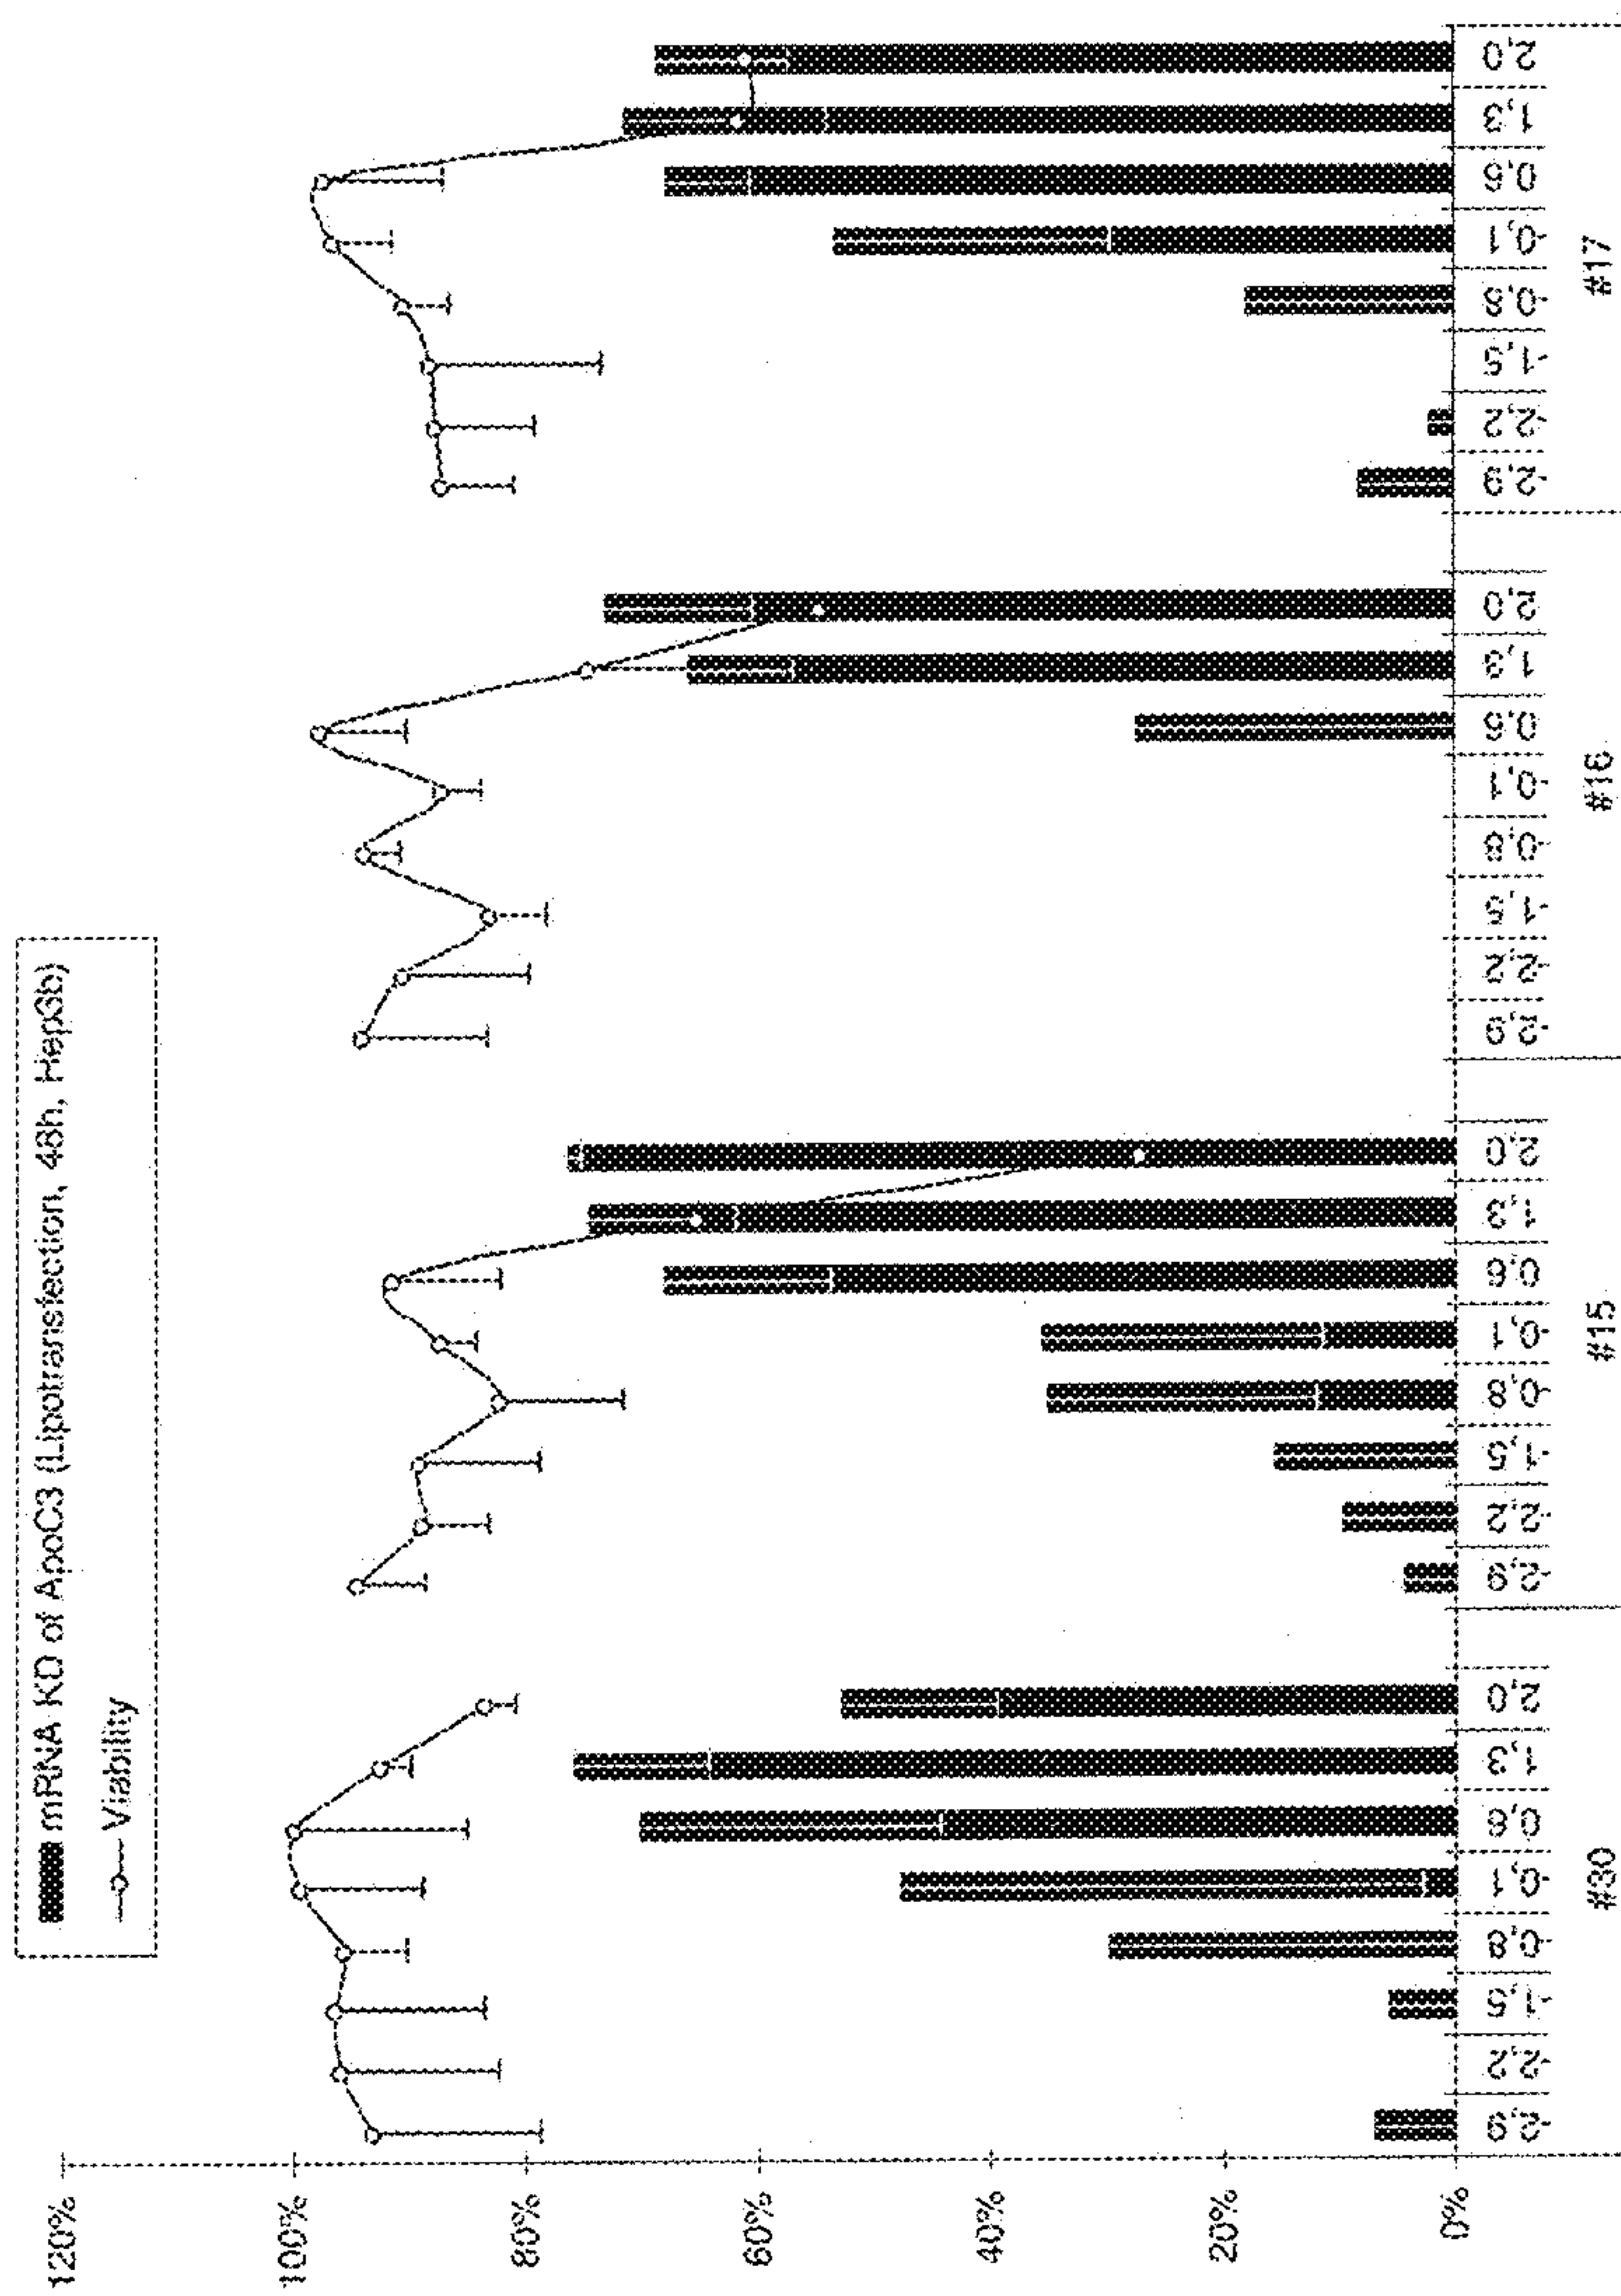 mRNA KD of ApoC3 (Lipotransfection, 48h, Hep3b)
Viability
120%
100%
80%
60%
40%
20%
0%
-2,9 -2,2 -1,5 -0,8 -0,1 0,6 1,3 2,0
-2,9 -2,2 -1,5 -0,8 -0,1 0,6 1,3 2,0
-2,9 -2,2 -1,5 -0,8 -0,1 0,6 1,3 2,0
-2,9 -2,2 -1,5 -0,8 -0,1 0,6 1,3 2,0
#30 #15 #16 #17